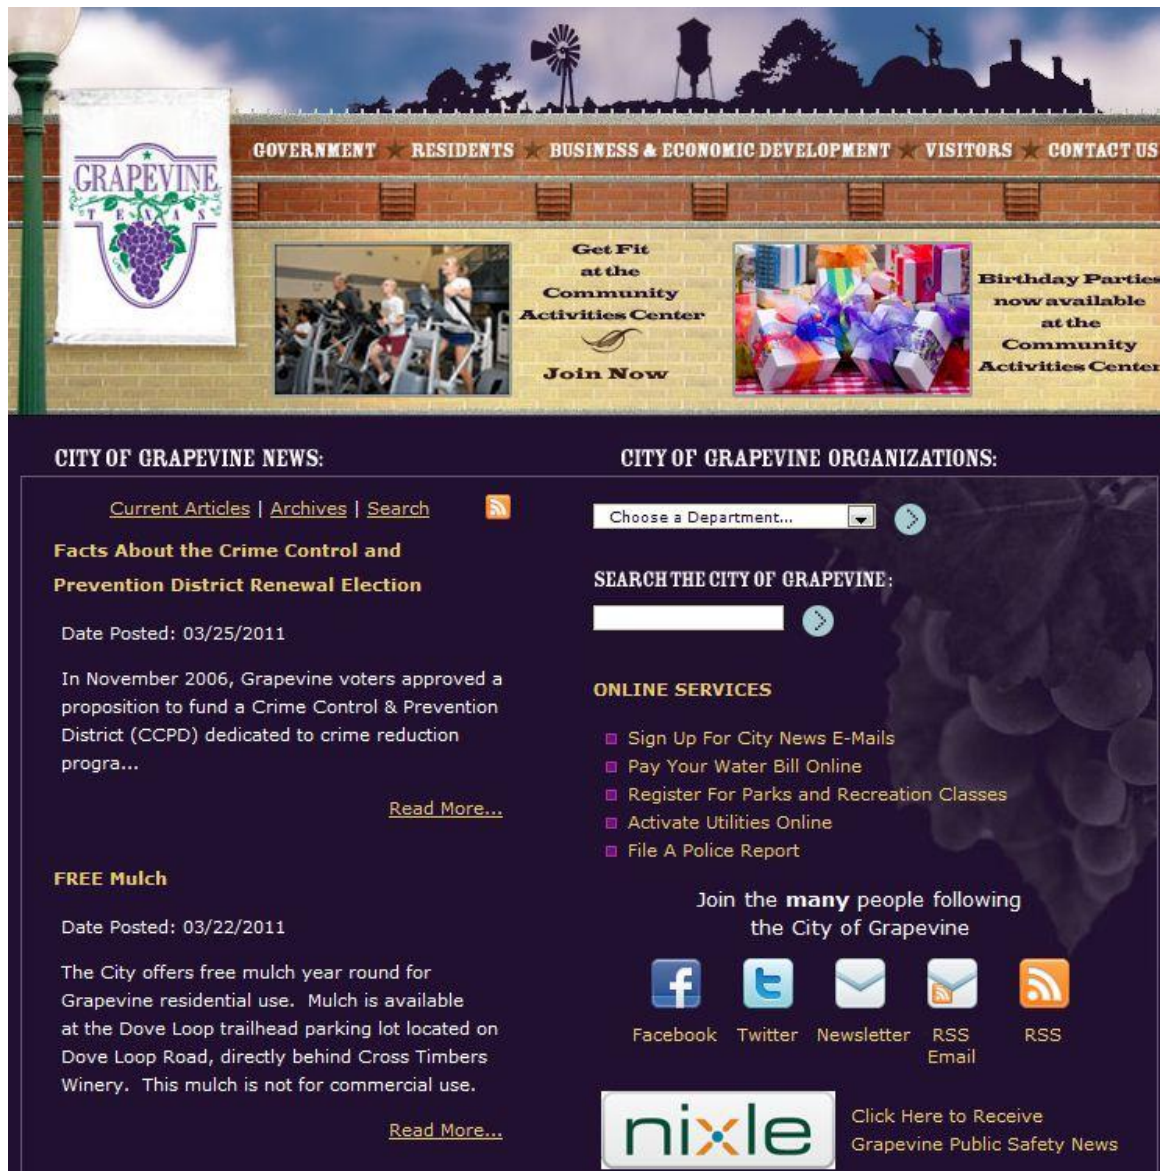 GRAPEVINE
TEXAS
GOVERNMENT ★ RESIDENTS ★ BUSINESS & ECONOMIC DEVELOPMENT ★ VISITORS ★ CONTACT US
Get Fit
at the
Community
Activities Center
Join Now
Birthday Parties
now available
at the
Community
Activities Center
CITY OF GRAPEVINE NEWS:
Current Articles | Archives | Search
Facts About the Crime Control and
Prevention District Renewal Election
Date Posted: 03/25/2011
In November 2006, Grapevine voters approved a
proposition to fund a Crime Control & Prevention
District (CCPD) dedicated to crime reduction
progra...
Read More...
FREE Mulch
Date Posted: 03/22/2011
The City offers free mulch year round for
Grapevine residential use.  Mulch is available
at the Dove Loop trailhead parking lot located on
Dove Loop Road, directly behind Cross Timbers
Winery.  This mulch is not for commercial use.
Read More...
CITY OF GRAPEVINE ORGANIZATIONS:
Choose a Department...
SEARCH THE CITY OF GRAPEVINE:
ONLINE SERVICES
Sign Up For City News E-Mails
Pay Your Water Bill Online
Register For Parks and Recreation Classes
Activate Utilities Online
File A Police Report
Join the many people following
the City of Grapevine
Facebook Twitter Newsletter RSS Email RSS
nixle
Click Here to Receive
Grapevine Public Safety News